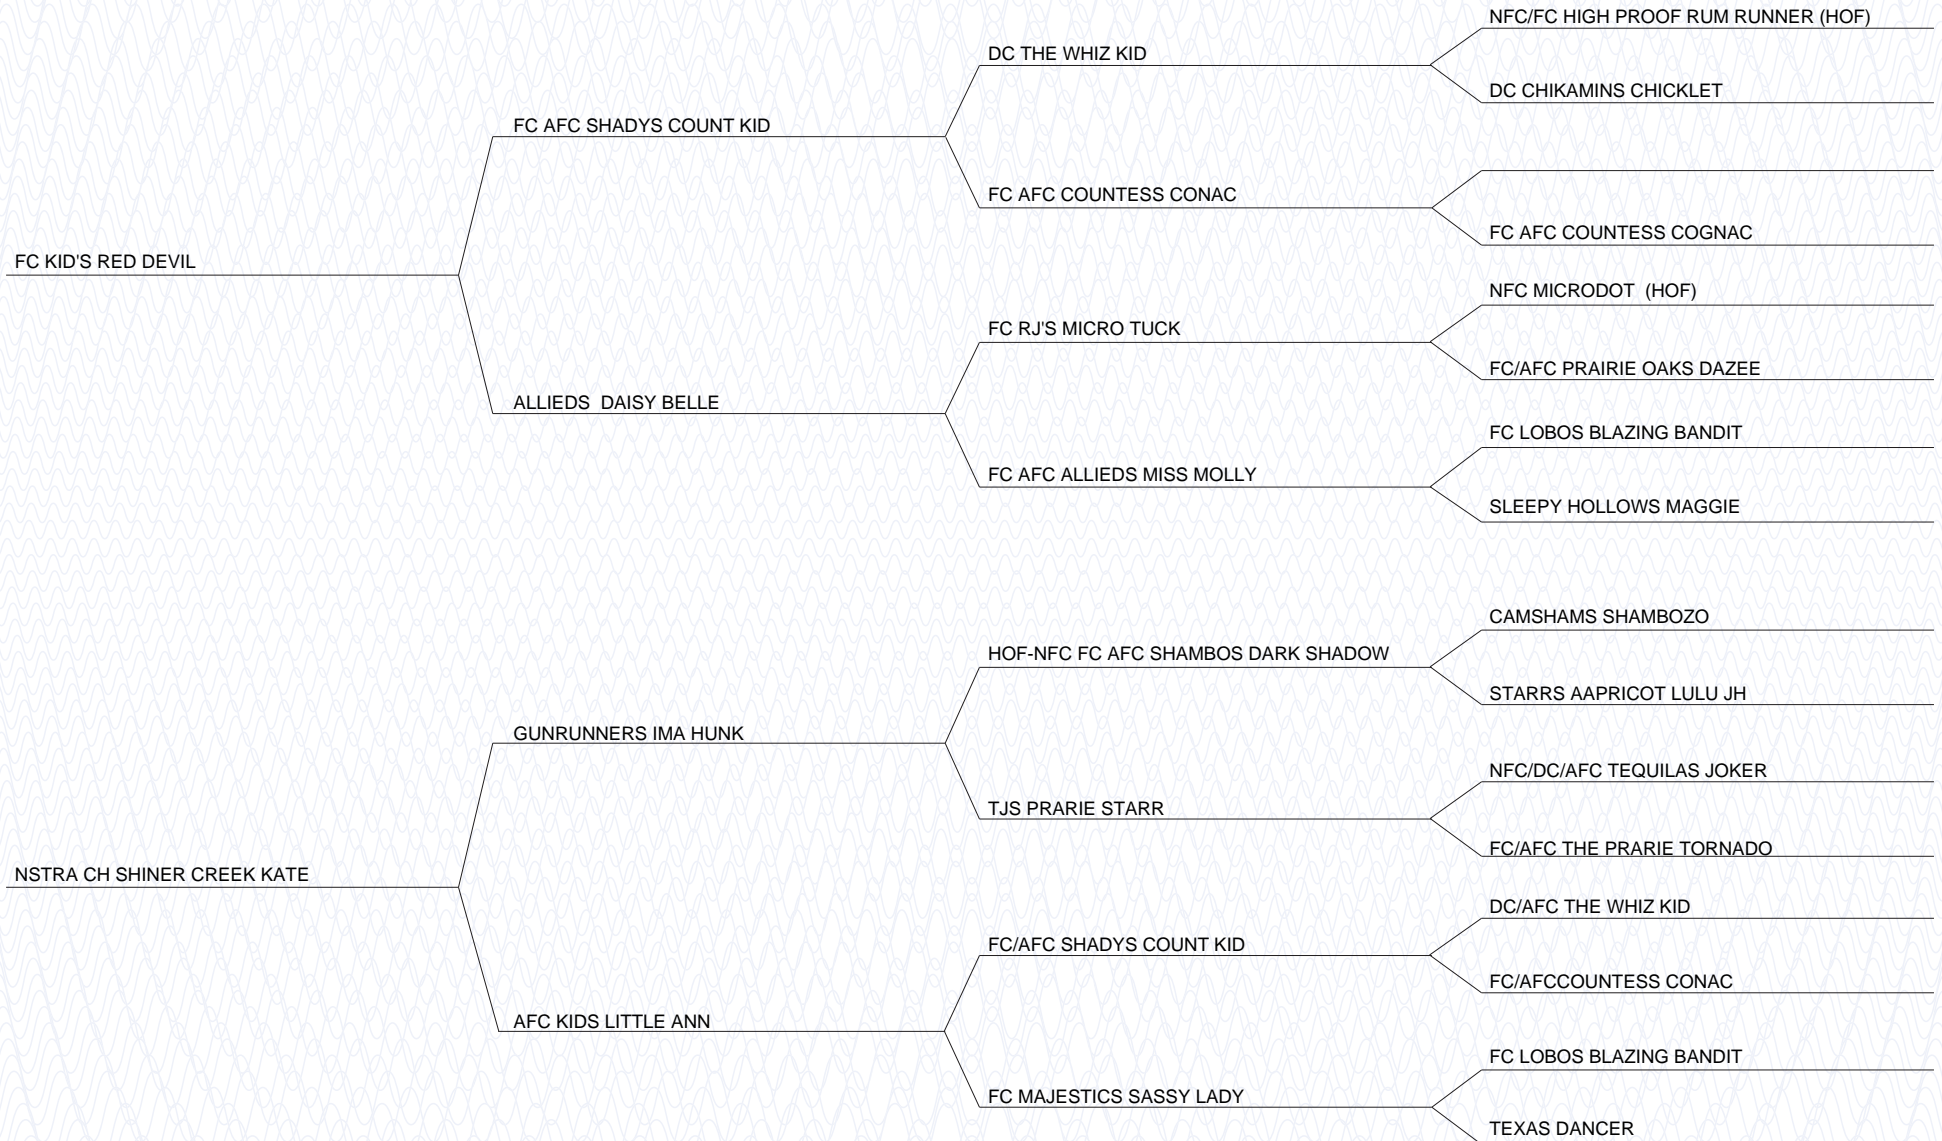 NFC/FC HIGH PROOF RUM RUNNER (HOF)
DC THE WHIZ KID
DC CHIKAMINS CHICKLET
FC AFC SHADYS COUNT KID
FC AFC COUNTESS CONAC
FC AFC COUNTESS COGNAC
FC KID'S RED DEVIL
NFC MICRODOT  (HOF)
FC RJ'S MICRO TUCK
FC/AFC PRAIRIE OAKS DAZEE
ALLIEDS  DAISY BELLE
FC LOBOS BLAZING BANDIT
FC AFC ALLIEDS MISS MOLLY
SLEEPY HOLLOWS MAGGIE
CAMSHAMS SHAMBOZO
HOF-NFC FC AFC SHAMBOS DARK SHADOW
STARRS AAPRICOT LULU JH
GUNRUNNERS IMA HUNK
NFC/DC/AFC TEQUILAS JOKER
TJS PRARIE STARR
FC/AFC THE PRARIE TORNADO
NSTRA CH SHINER CREEK KATE
DC/AFC THE WHIZ KID
FC/AFC SHADYS COUNT KID
FC/AFCCOUNTESS CONAC
AFC KIDS LITTLE ANN
FC LOBOS BLAZING BANDIT
FC MAJESTICS SASSY LADY
TEXAS DANCER